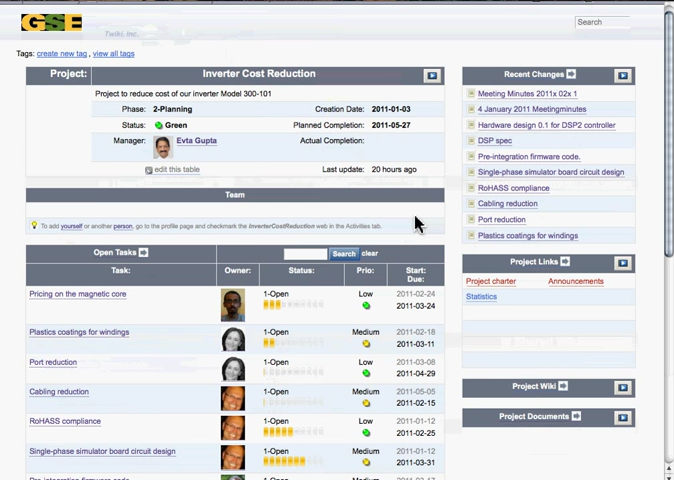 GSE
Twiki, Inc.
Search
Tags: create new tag , view all tags
Project: Inverter Cost Reduction
Project to reduce cost of our inverter Model 300-101
Phase: 2-Planning Creation Date: 2011-01-03
Status: Green Planned Completion: 2011-05-27
Manager: Evta Gupta Actual Completion:
edit this table Last update: 20 hours ago
Team
To add yourself or another person, go to the profile page and checkmark the InverterCostReduction web in the Activities tab.
Open Tasks Search clear
Task: Owner: Status: Prio: Start:
Due:
Pricing on the magnetic core 1-Open Low 2011-02-24
2011-03-24
Plastics coatings for windings 1-Open Medium 2011-02-18
2011-03-11
Port reduction 1-Open Low 2011-03-08
2011-04-29
Cabling reduction 1-Open Medium 2011-05-05
2011-02-15
RoHASS compliance 1-Open Low 2011-01-12
2011-02-25
Single-phase simulator board circuit design 1-Open Medium 2011-01-12
2011-03-31
Recent Changes
Meeting Minutes 2011x 02x 1
4 January 2011 Meetingminutes
Hardware design 0.1 for DSP2 controller
DSP spec
Pre-integration firmware code.
Single-phase simulator board circuit design
RoHASS compliance
Cabling reduction
Port reduction
Plastics coatings for windings
Project Links
Project charter Announcements
Statistics
Project Wiki
Project Documents